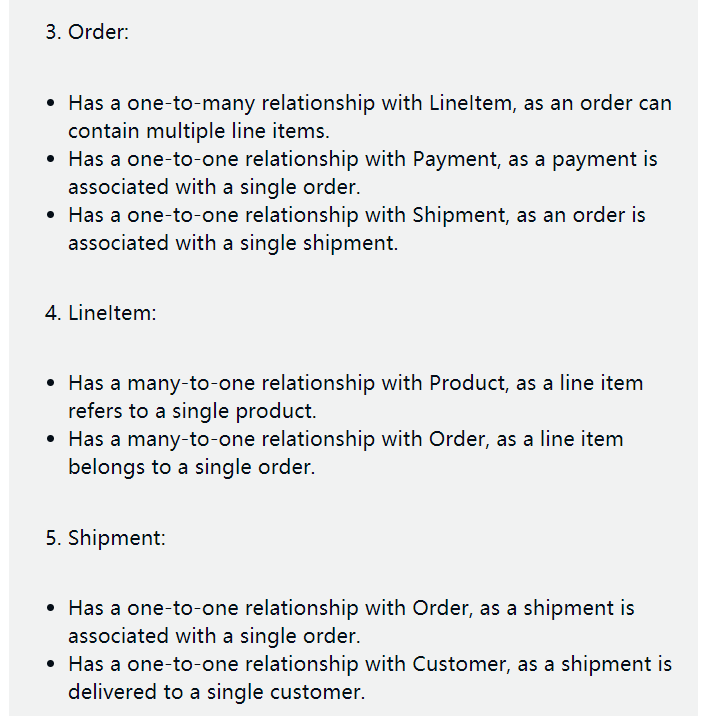 3. Order:
• Has a one-to-many relationship with LineItem, as an order can
contain multiple line items.
• Has a one-to-one relationship with Payment, as a payment is
associated with a single order.
• Has a one-to-one relationship with Shipment, as an order is
associated with a single shipment.
4. LineItem:
• Has a many-to-one relationship with Product, as a line item
refers to a single product.
• Has a many-to-one relationship with Order, as a line item
belongs to a single order.
5. Shipment:
• Has a one-to-one relationship with Order, as a shipment is
associated with a single order.
• Has a one-to-one relationship with Customer, as a shipment is
delivered to a single customer.